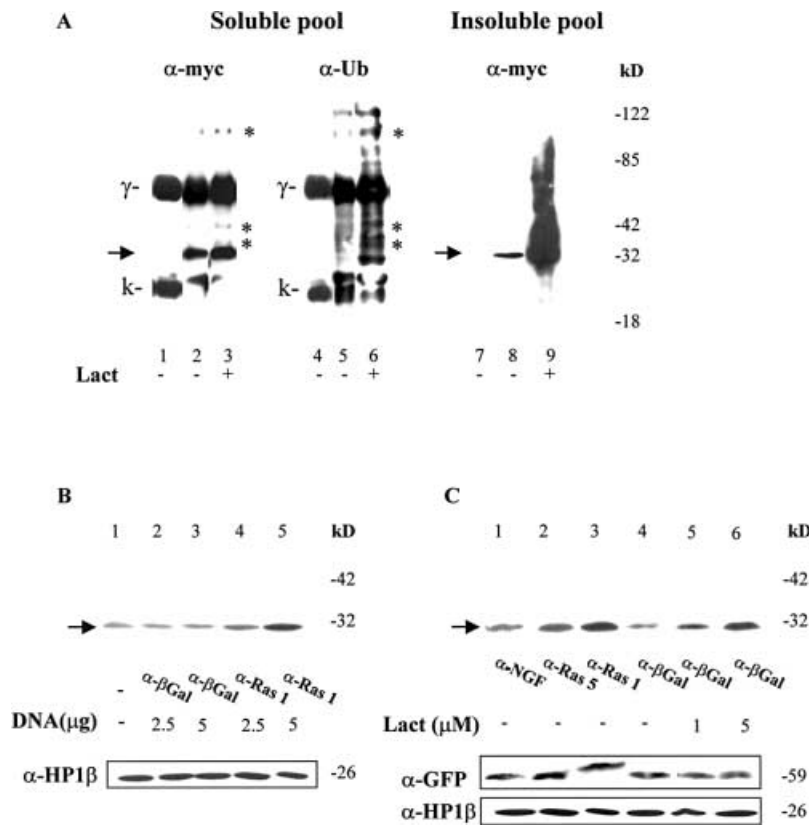 A Soluble pool Insoluble pool
α-myc α-Ub α-myc kD
-122
*
*
-85
γ-
γ-
*
*
-42
*
*
-32
k-
k-
-18
1 2 3 4 5 6 7 8 9
Lact - - + - - + - - +
B
1 2 3 4 5 kD
-42
-32
- α-βGal α-βGal α-Ras 1 α-Ras 1
DNA(μg) - 2.5 5 2.5 5
α-HP1β -26
C
1 2 3 4 5 6 kD
-42
-32
α-NGF α-Ras 5 α-Ras 1 α-βGal α-βGal α-βGal
Lact (μM) - - - - 1 5
α-GFP -59
α-HP1β -26